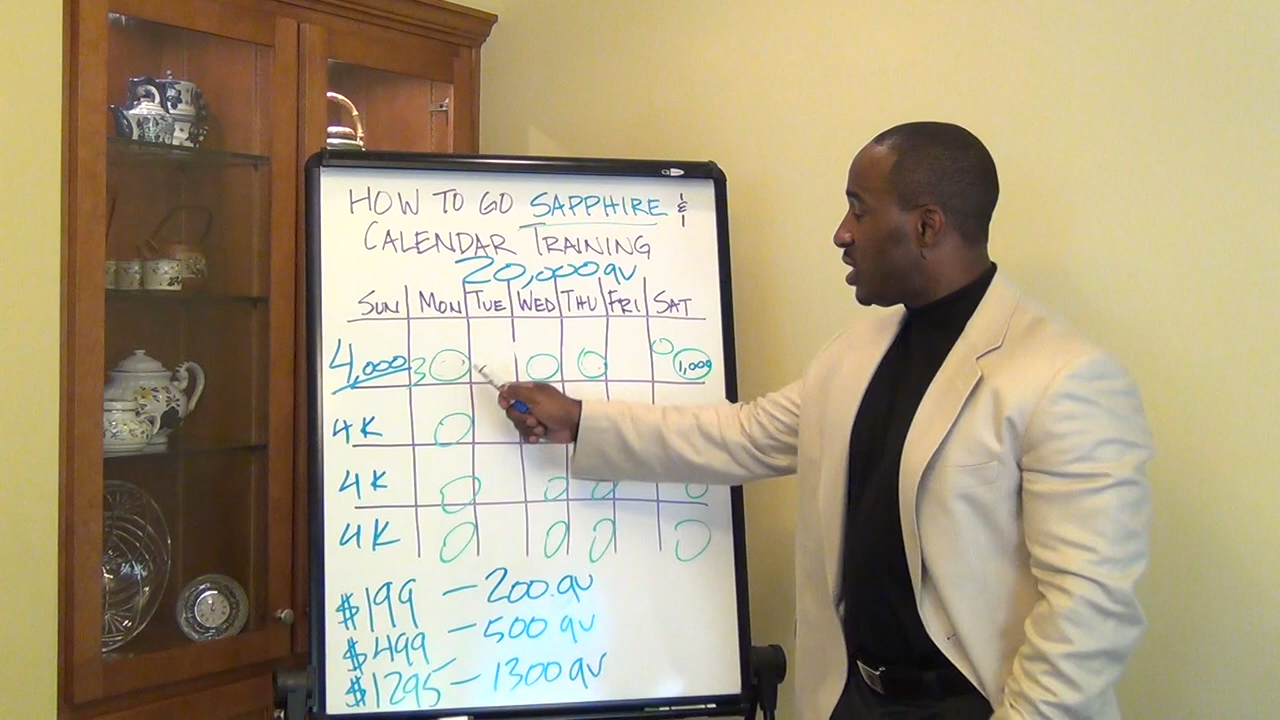 HOW TO GO SAPPHIRE &
CALENDAR TRAINING
20,000 qv
SUN MON TUE WED THU FRI SAT
4,000 3 1,000
4K
4K
4K
$199 — 200 qv
$499 — 500 qv
$1295 — 1300 qv